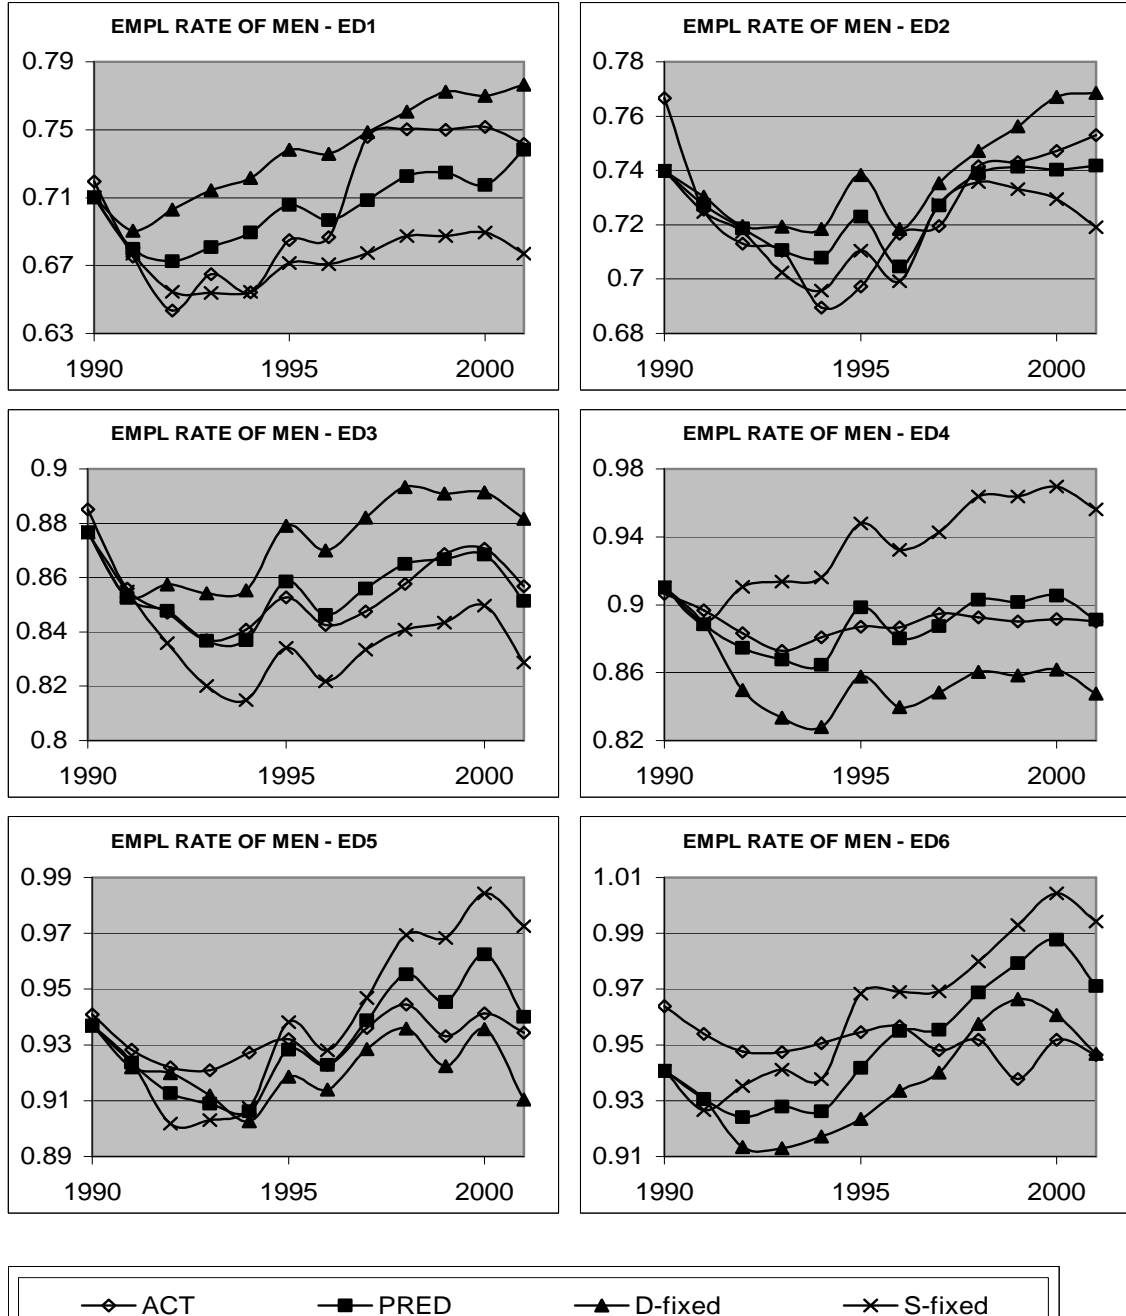 EMPL RATE OF MEN - ED1
0.79
0.75
0.71
0.67
0.63
1990 1995 2000
EMPL RATE OF MEN - ED2
0.78
0.76
0.74
0.72
0.7
0.68
1990 1995 2000
EMPL RATE OF MEN - ED3
0.9
0.88
0.86
0.84
0.82
0.8
1990 1995 2000
EMPL RATE OF MEN - ED4
0.98
0.94
0.9
0.86
0.82
1990 1995 2000
EMPL RATE OF MEN - ED5
0.99
0.97
0.95
0.93
0.91
0.89
1990 1995 2000
EMPL RATE OF MEN - ED6
1.01
0.99
0.97
0.95
0.93
0.91
1990 1995 2000
ACT PRED D-fixed S-fixed